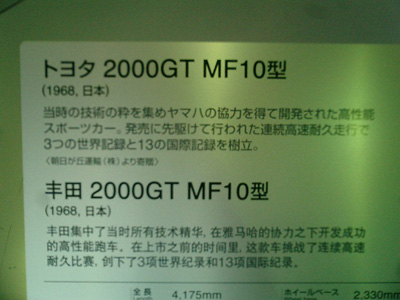 トヨタ 2000GT MF10型
(1968, 日本)
当時の技術の粋を集めヤマハの協力を得て開発された高性能
スポーツカー。発売に先駆けて行われた連続高速耐久走行で
3つの世界記録と13の国際記録を樹立。
〈朝日が丘運輸(株)より寄贈〉
丰田 2000GT MF10型
(1968, 日本)
丰田集中了当时所有技术精华, 在雅马哈的协力之下开发成功
的高性能跑车。在上市之前的时间里, 这款车挑战了连续高速
耐久比赛, 创下了3项世界纪录和13项国际纪录。
全長 4,175mm ホイールベース 2,330mm